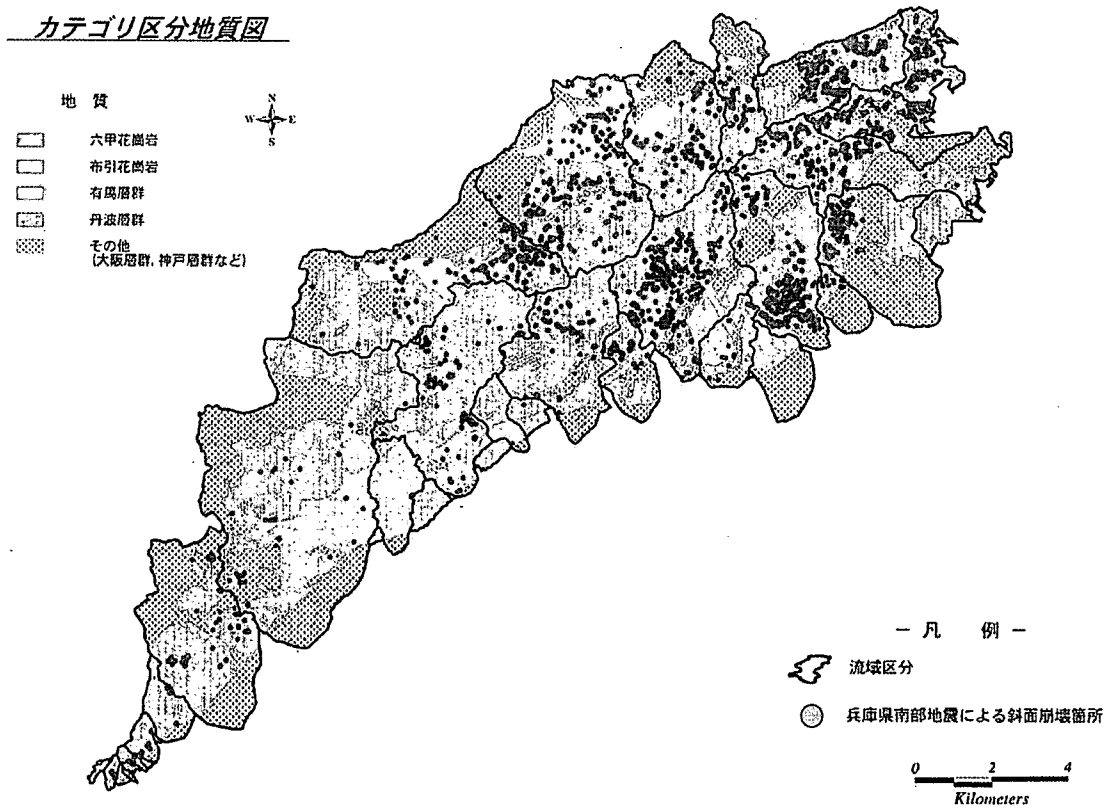 カテゴリ区分地質図
地 質
N
W E
S
六甲花崗岩
布引花崗岩
有馬層群
丹波層群
その他
(大阪層群, 神戸層群など)
ー 凡 例 ー
流域区分
兵庫県南部地震による斜面崩壊箇所
0 2 4
Kilometers